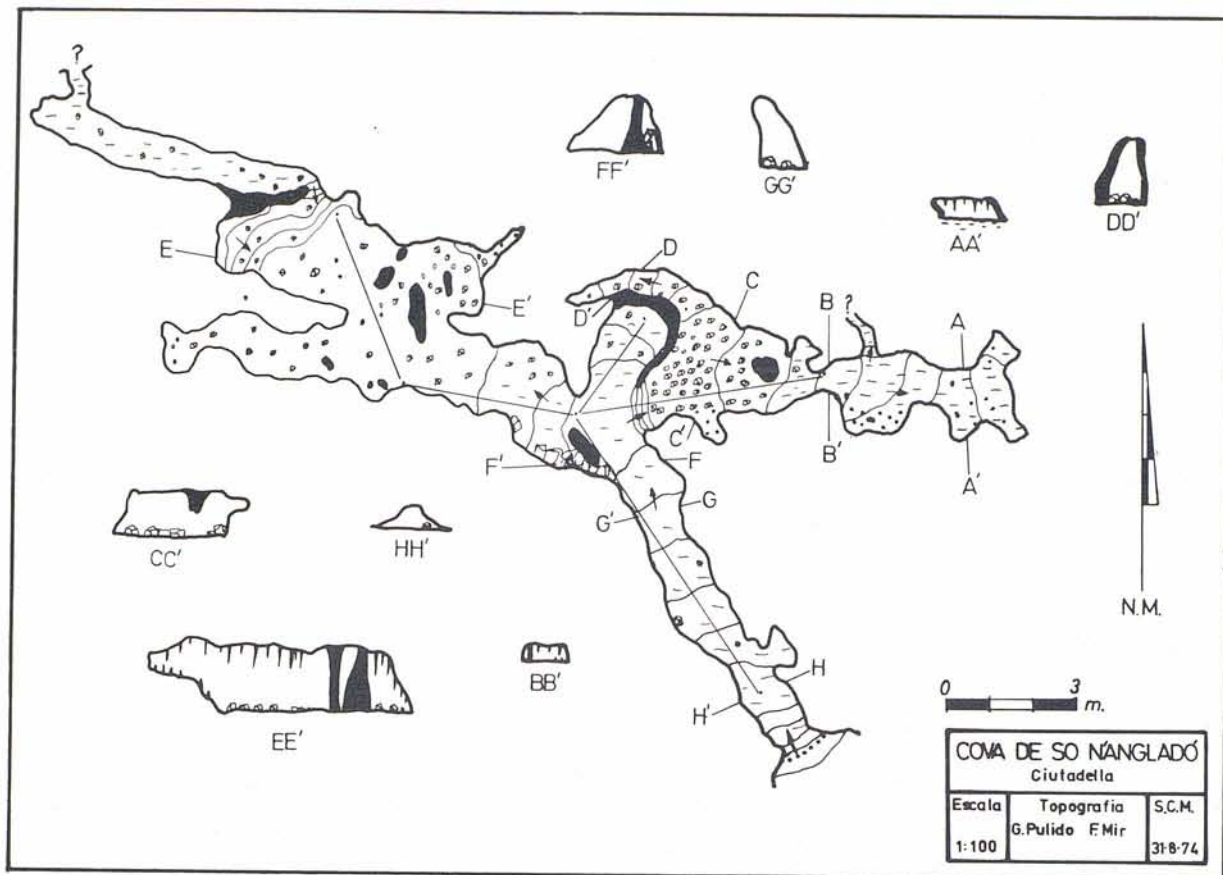 ?
FF'
GG'
DD'
AA'
E
E'
D
D'
C
C'
B ?
B'
A
A'
F
F'
G
G'
CC'
HH'
N.M.
EE'
BB'
H
H'
0 3 m.
COVA DE SO N'ANGLADÓ
Ciutadella
Escala
1:100
Topografia
G.Pulido F.Mir
S.C.M.
31-8-74